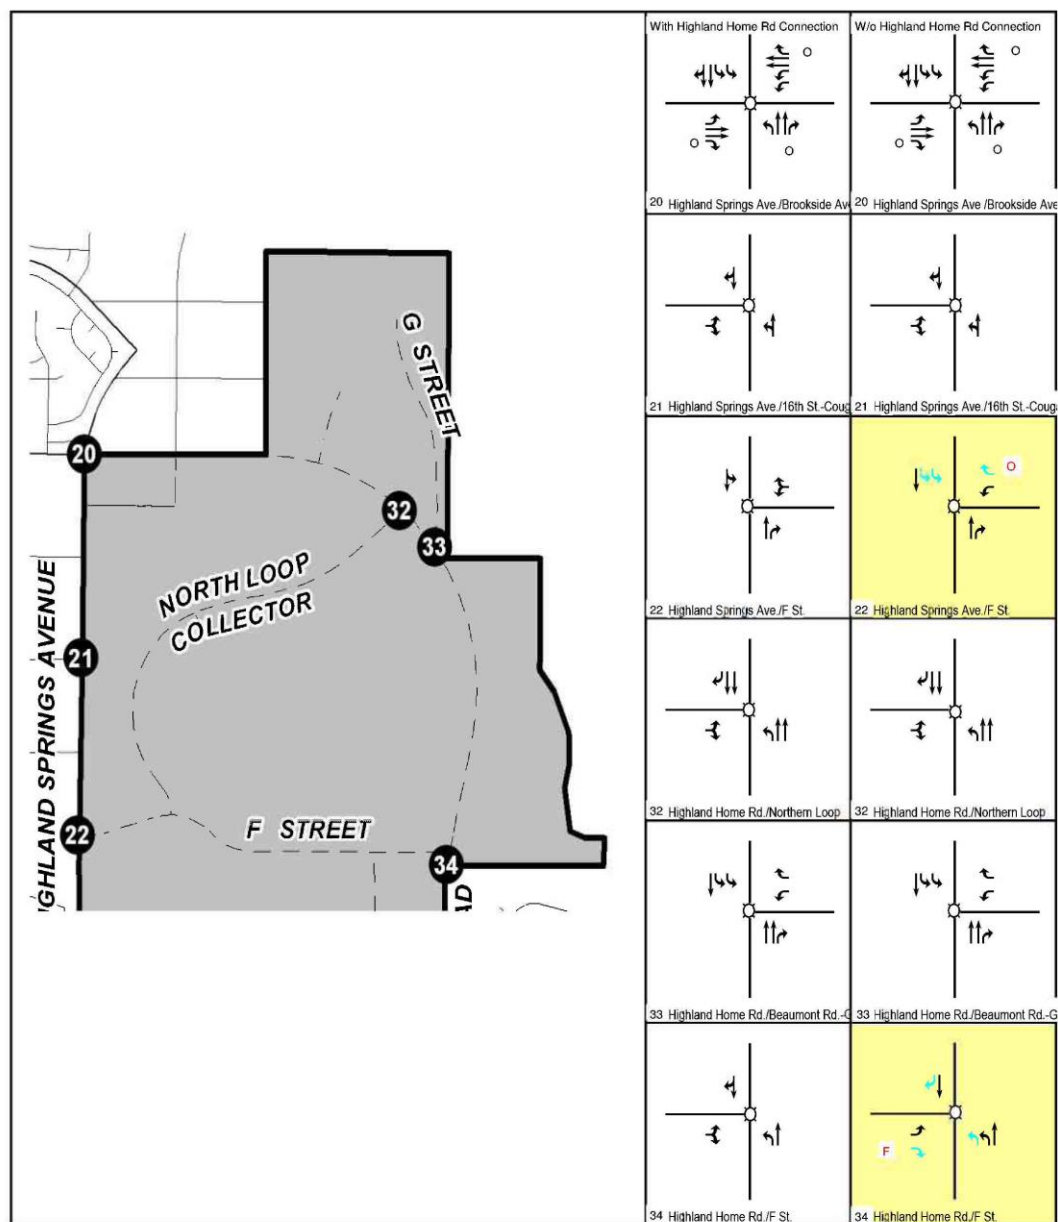 With Highland Home Rd Connection
W/o Highland Home Rd Connection
O
O
O
O
O
O
20 Highland Springs Ave./Brookside Ave
20 Highland Springs Ave./Brookside Ave
21 Highland Springs Ave./16th St.-Coug
21 Highland Springs Ave./16th St.-Coug
O
22 Highland Springs Ave./F St.
22 Highland Springs Ave./F St.
32 Highland Home Rd./Northern Loop
32 Highland Home Rd./Northern Loop
33 Highland Home Rd./Beaumont Rd.-G
33 Highland Home Rd./Beaumont Rd.-G
F
34 Highland Home Rd./F St.
34 Highland Home Rd./F St.
G STREET
20
32
33
NORTH LOOP
COLLECTOR
21
IGHLAND SPRINGS AVENUE
22
F STREET
34
AD